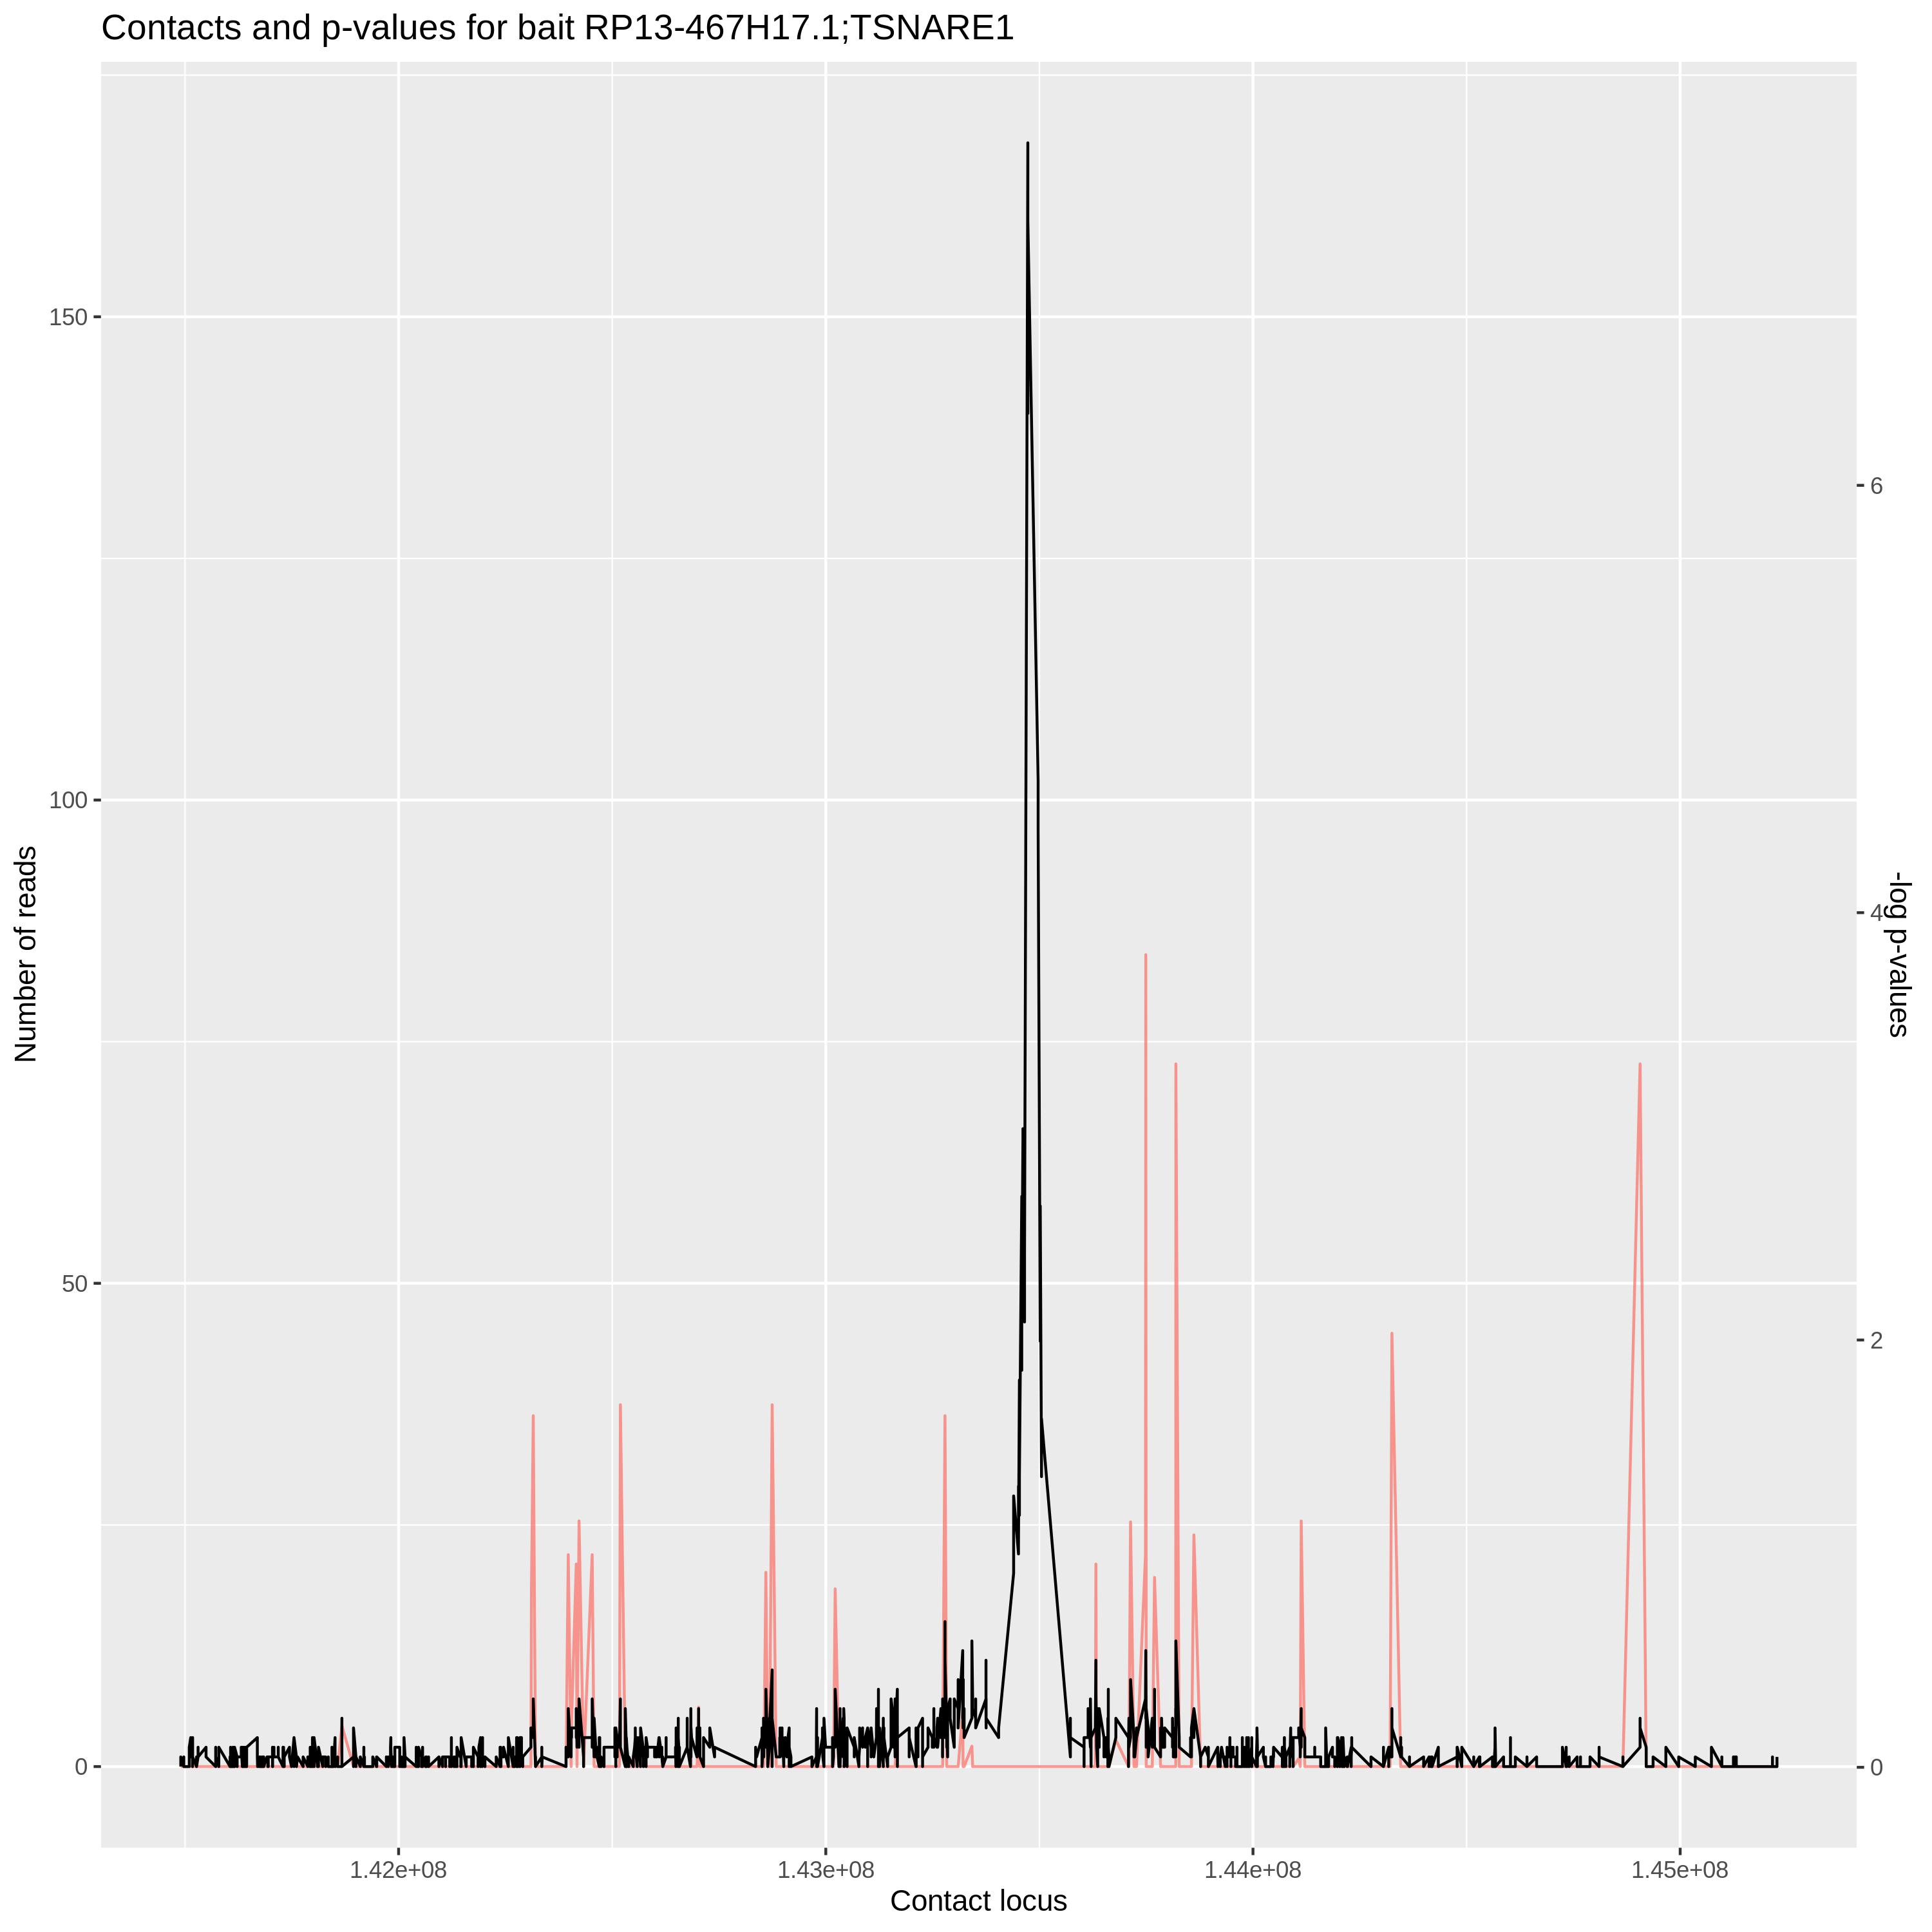 Contacts and p-values for bait RP13-467H17.1;TSNARE1
Number of reads
150
100
50
0
6
4
2
0
-log p-values
1.42e+08
1.43e+08
1.44e+08
1.45e+08
Contact locus